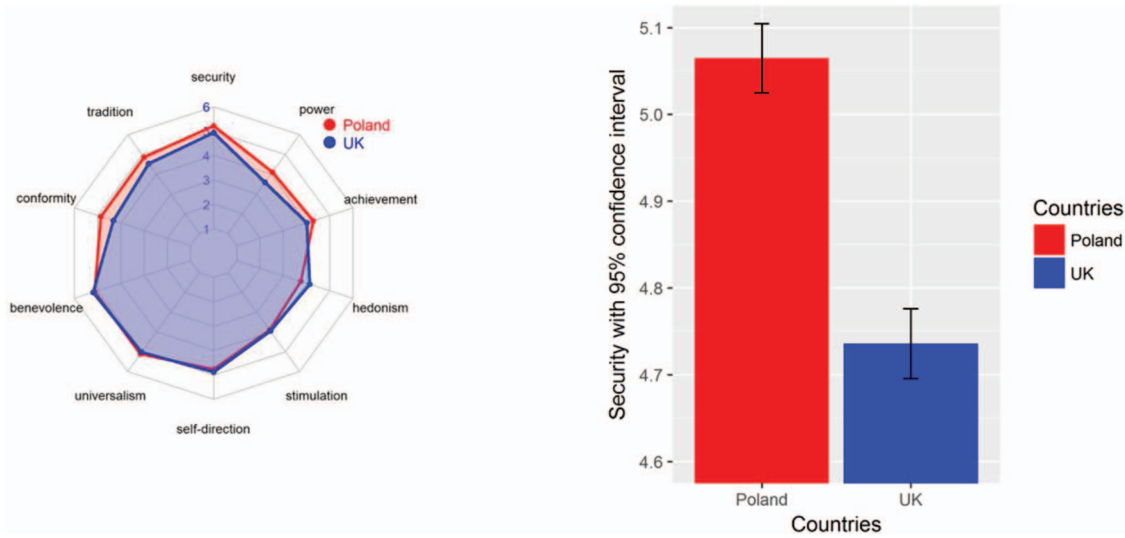 security
tradition
power
6
Poland
UK
4
3
2
1
conformity
achievement
benevolence
hedonism
universalism
stimulation
self-direction
Security with 95% confidence interval
5.1
5.0
4.9
4.8
4.7
4.6
Poland
UK
Countries
Countries
Poland
UK